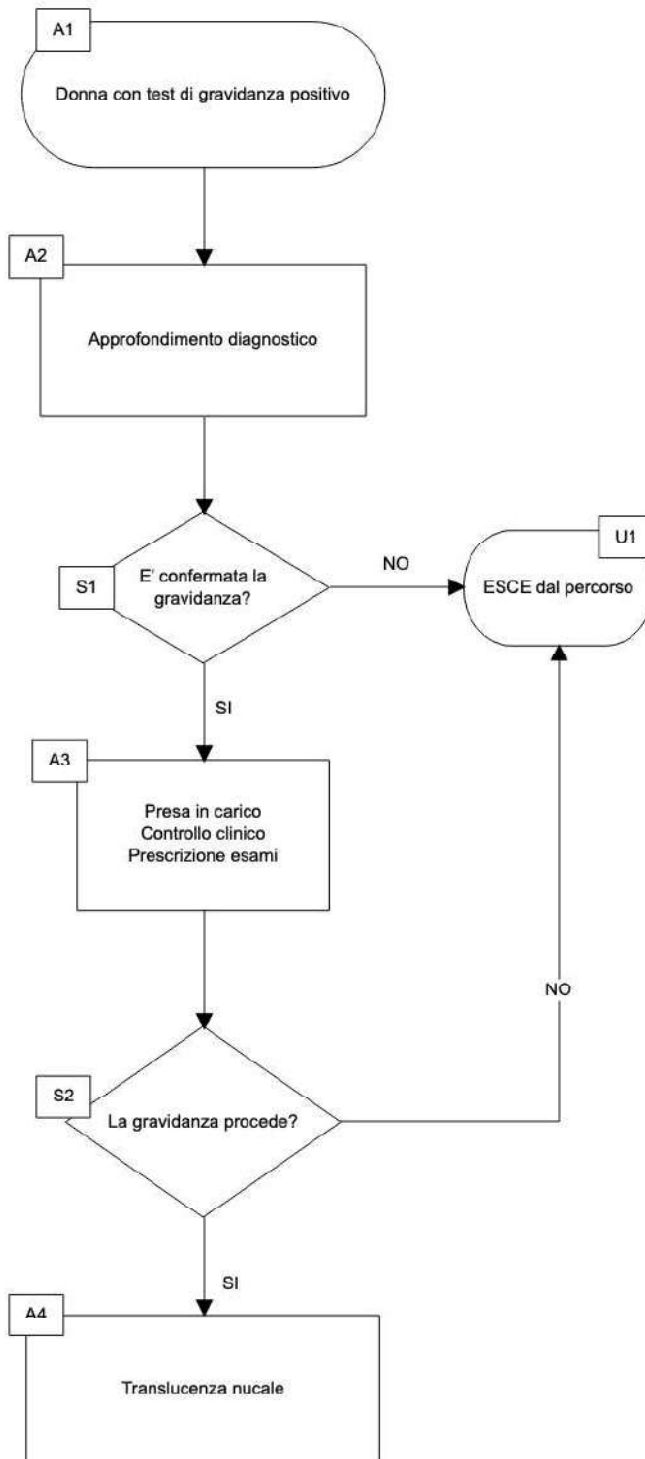 A1
Donna con test di gravidanza positivo
A2
Approfondimento diagnostico
S1
E' confermata la
gravidanza?
NO
U1
ESCE dal percorso
SI
A3
Presa in carico
Controllo clinico
Prescrizione esami
NO
S2
La gravidanza procede?
SI
A4
Translucenza nucale